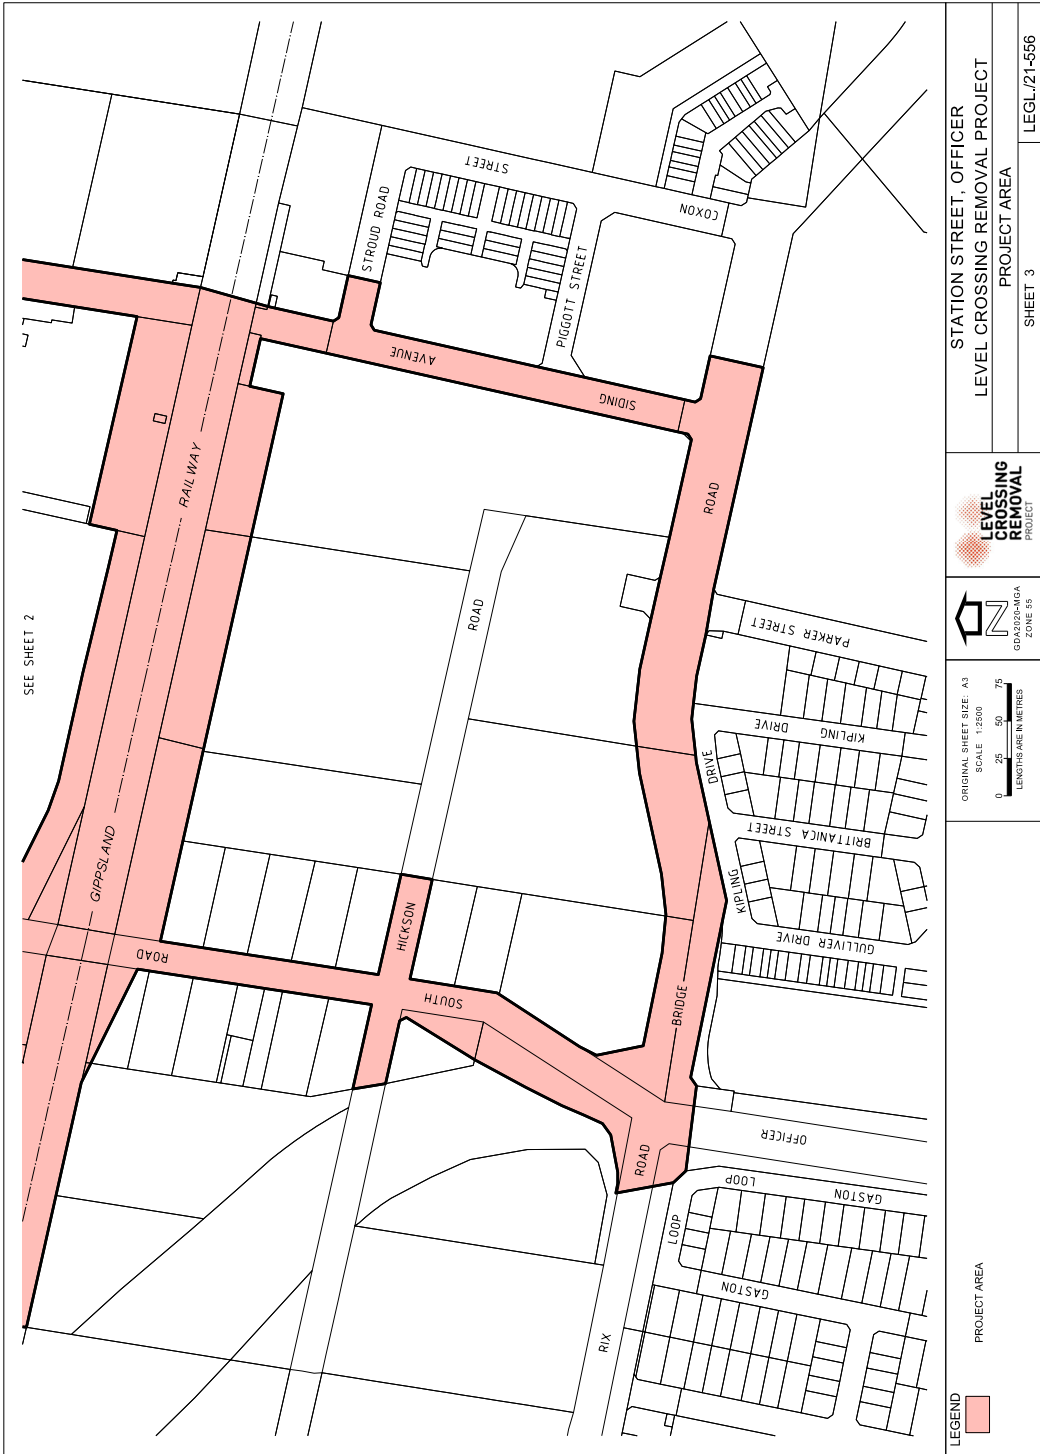 SEE SHEET 2
GIPPSLAND
RAILWAY
STROUD ROAD
STREET
COXON
PIGGOTT STREET
AVENUE
SIDING
ROAD
ROAD
HICKSON
ROAD
SOUTH
BRIDGE
ROAD
RIX
OFFICER
PARKER STREET
KIPLING
DRIVE
DRIVE
KIPLING
BRITTANICA STREET
GULLIVER DRIVE
LOOP
GASTON
LOOP
GASTON
LEGEND
PROJECT AREA
ORIGINAL SHEET SIZE: A3
SCALE 1:2500
0 25 50 75
LENGTHS ARE IN METRES
N
GDA2020-MGA
ZONE 55
LEVEL
CROSSING
REMOVAL
PROJECT
STATION STREET, OFFICER
LEVEL CROSSING REMOVAL PROJECT
PROJECT AREA
SHEET 3
LEGL./21-556